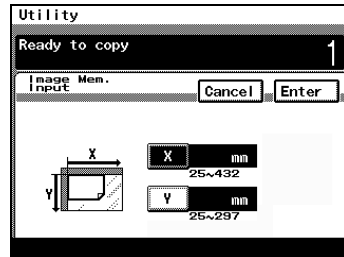 Utility
Ready to copy
1
Image Mem.
Input
Cancel
Enter
X
Y
X mm
25~432
Y mm
25~297